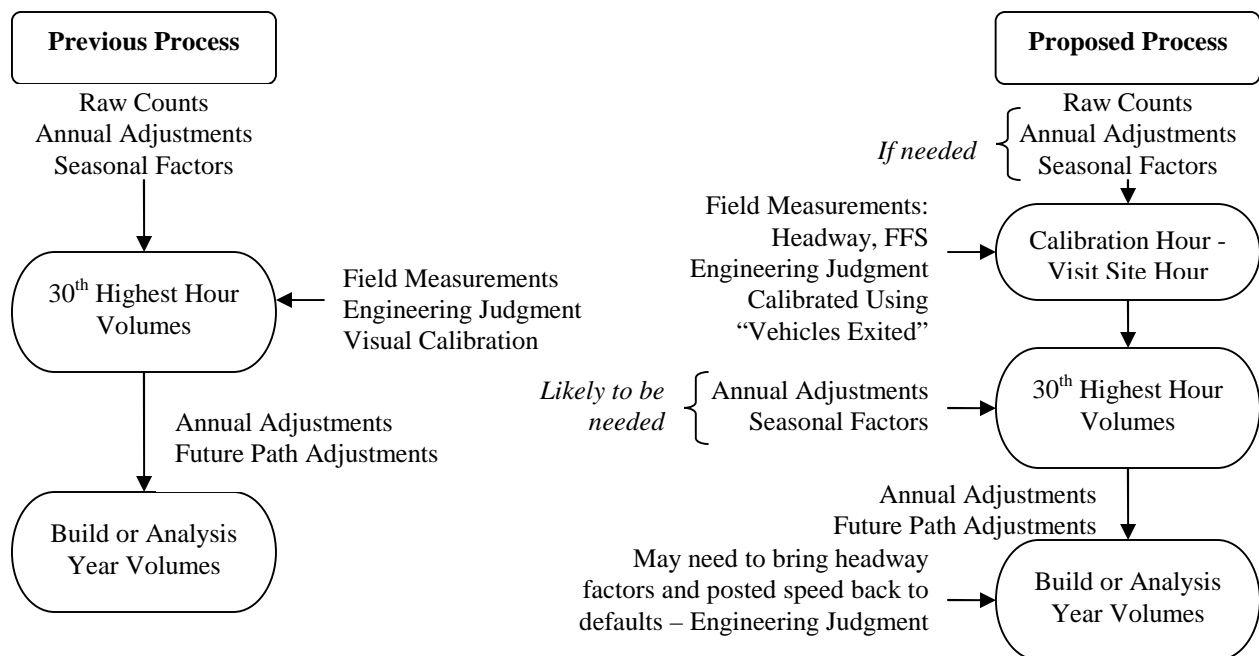 Previous Process
Raw Counts
Annual Adjustments
Seasonal Factors
30th Highest Hour
Volumes
Field Measurements
Engineering Judgment
Visual Calibration
Annual Adjustments
Future Path Adjustments
Build or Analysis
Year Volumes
Proposed Process
Raw Counts
Annual Adjustments
Seasonal Factors
If needed
Field Measurements:
Headway, FFS
Engineering Judgment
Calibrated Using
“Vehicles Exited”
Calibration Hour -
Visit Site Hour
Likely to be
needed
Annual Adjustments
Seasonal Factors
30th Highest Hour
Volumes
Annual Adjustments
Future Path Adjustments
May need to bring headway
factors and posted speed back to
defaults – Engineering Judgment
Build or Analysis
Year Volumes